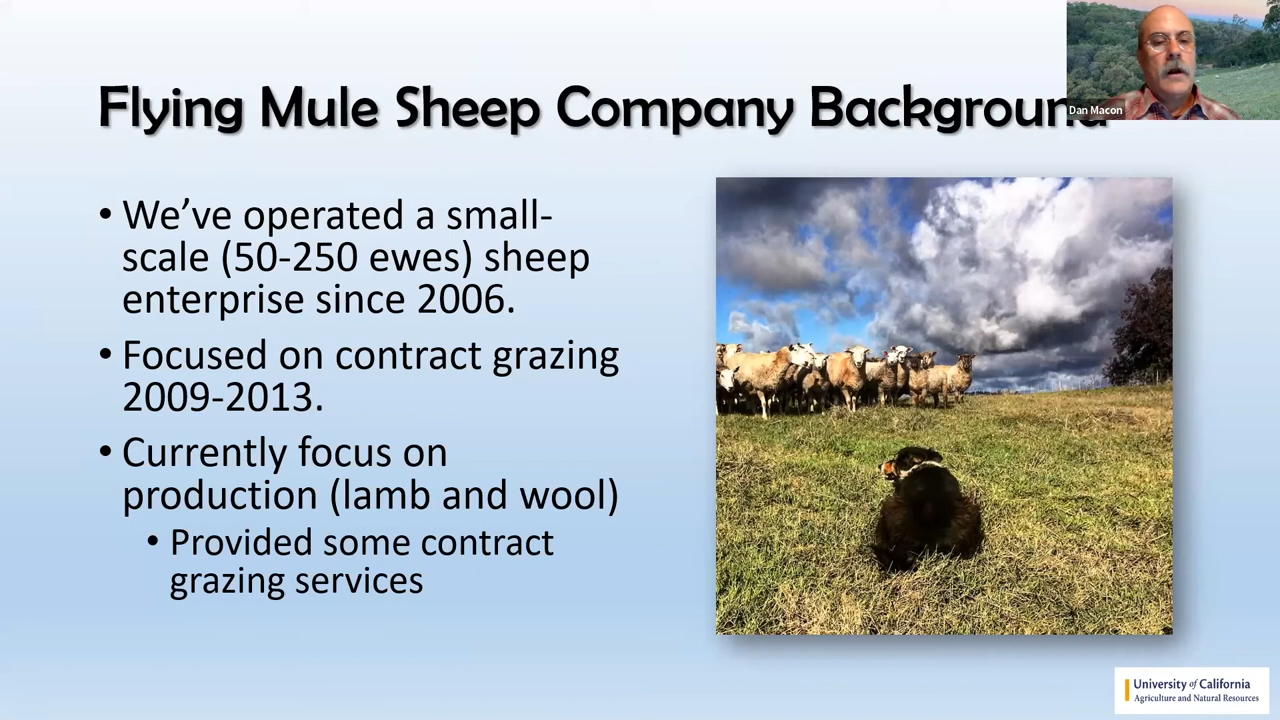 Flying Mule Sheep Company Background
Dan Macon
• We've operated a small-
scale (50-250 ewes) sheep
enterprise since 2006.
• Focused on contract grazing
2009-2013.
• Currently focus on
production (lamb and wool)
• Provided some contract
grazing services
University of California
Agriculture and Natural Resources